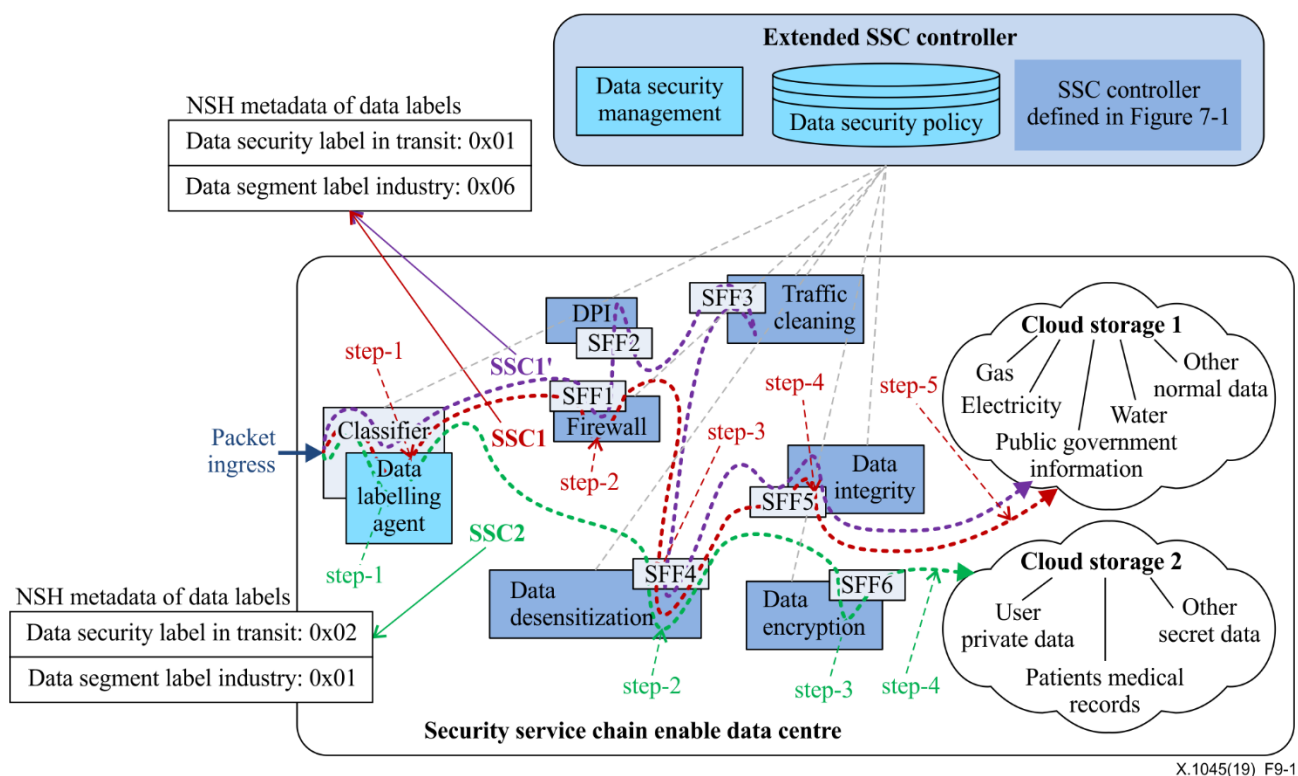 Extended SSC controller
Data security
management
Data security policy
SSC controller
defined in Figure 7-1
NSH metadata of data labels
Data security label in transit: 0x01
Data segment label industry: 0x06
SFF3
Traffic
cleaning
DPI
SFF2
step-1
SSC1'
SFF1
Firewall
SSC1
step-2
step-4
step-3
step-5
Cloud storage 1
Gas
Electricity
Water
Other
normal data
Public government
information
Packet
ingress
Classifier
Data
labelling
agent
Data
integrity
SFF5
SSC2
step-1
SFF4
Data
desensitization
SFF6
Data
encryption
Cloud storage 2
User
private data
Other
secret data
Patients medical
records
NSH metadata of data labels
Data security label in transit: 0x02
Data segment label industry: 0x01
step-2
step-3
step-4
Security service chain enable data centre
X.1045(19)_F9-1